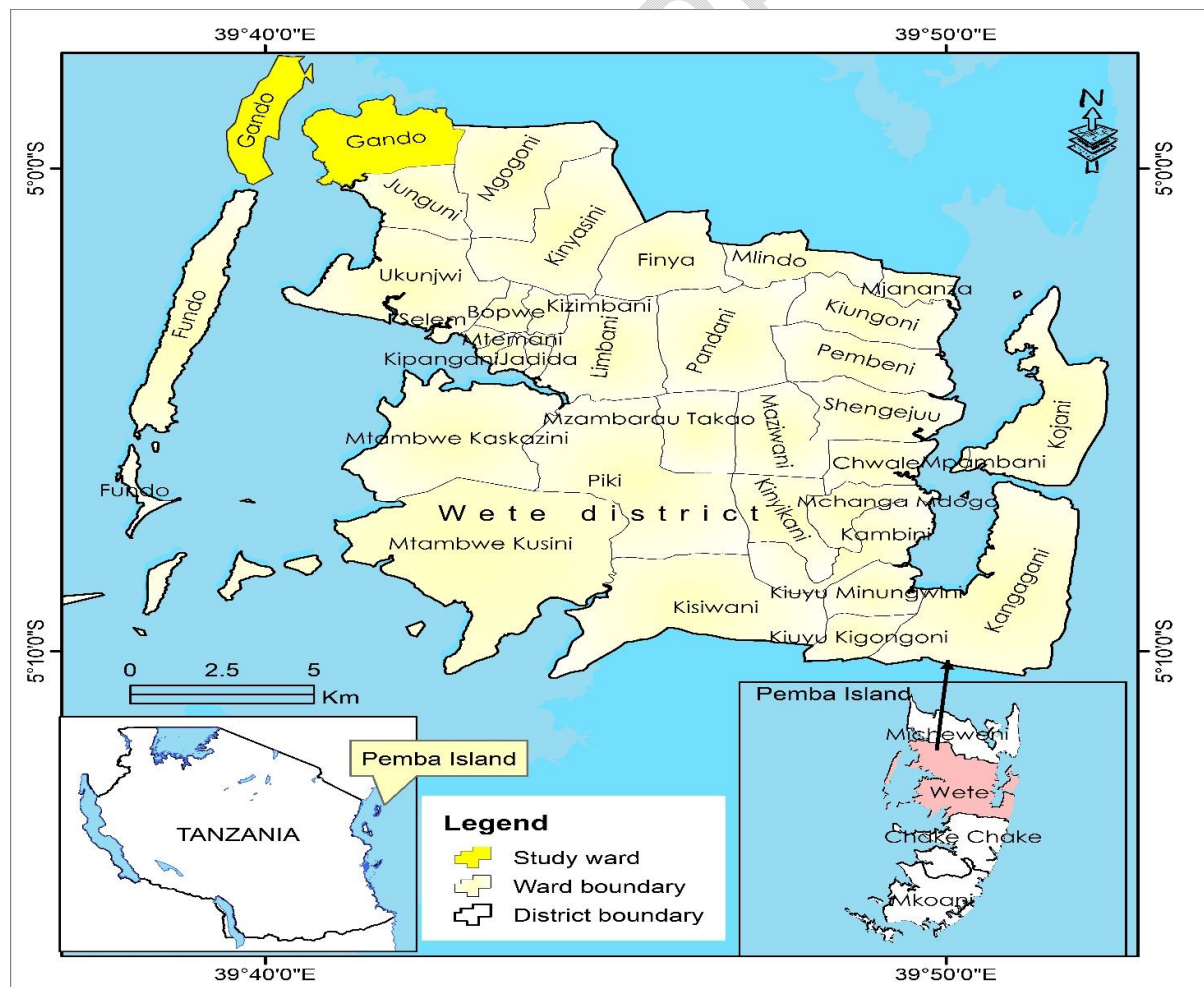 39°40'0"E
39°50'0"E
N
Gando
Gando
5°0'0"S
5°0'0"S
Mgogoni
Junguni
Kinyasini
Finya
Mlindo
Ukunjwi
Mjananza
Fundo
Selem
Bopwe
Kizimbani
Kiungoni
Mtemani
Limbani
Pandani
Kipangani
Jadida
Pembeni
Mzambarau Takao
Maziwani
Shengejuu
Kojani
Mtambwe Kaskazini
Chwale
Mpambani
Fundo
Piki
Kinyikani
Mchanga Mdogo
Wete district
Kambini
Mtambwe Kusini
Kangagani
Kisiwani
Kiuyu Minungwini
Kiuyu Kigongoni
5°10'0"S
5°10'0"S
0 2.5 5
Km
Pemba Island
Micheweni
Wete
Chake Chake
Mkoani
Pemba Island
TANZANIA
Legend
Study ward
Ward boundary
District boundary
39°40'0"E
39°50'0"E